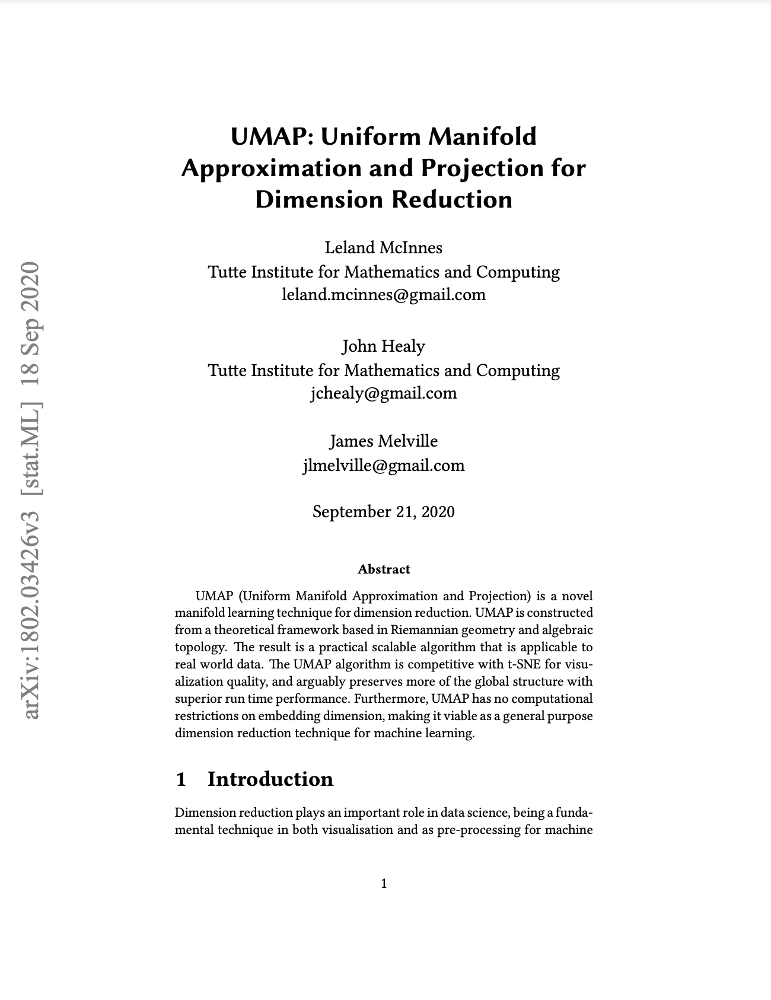 UMAP: Uniform Manifold
Approximation and Projection for
Dimension Reduction
Leland McInnes
Tutte Institute for Mathematics and Computing
leland.mcinnes@gmail.com
John Healy
Tutte Institute for Mathematics and Computing
jchealy@gmail.com
James Melville
jlmelville@gmail.com
September 21, 2020
arXiv:1802.03426v3 [stat.ML] 18 Sep 2020
Abstract
UMAP (Uniform Manifold Approximation and Projection) is a novel
manifold learning technique for dimension reduction. UMAP is constructed
from a theoretical framework based in Riemannian geometry and algebraic
topology. The result is a practical scalable algorithm that is applicable to
real world data. The UMAP algorithm is competitive with t-SNE for visu-
alization quality, and arguably preserves more of the global structure with
superior run time performance. Furthermore, UMAP has no computational
restrictions on embedding dimension, making it viable as a general purpose
dimension reduction technique for machine learning.
1 Introduction
Dimension reduction plays an important role in data science, being a funda-
mental technique in both visualisation and as pre-processing for machine
1